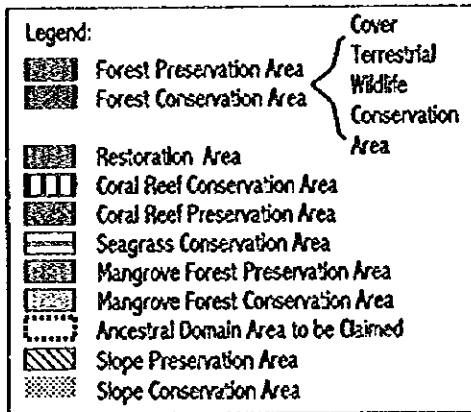 Legend:
Forest Preservation Area
Forest Conservation Area
Cover
Terrestrial
Wildlife
Conservation
Area
Restoration Area
Coral Reef Conservation Area
Coral Reef Preservation Area
Seagrass Conservation Area
Mangrove Forest Preservation Area
Mangrove Forest Conservation Area
Ancestral Domain Area to be Claimed
Slope Preservation Area
Slope Conservation Area